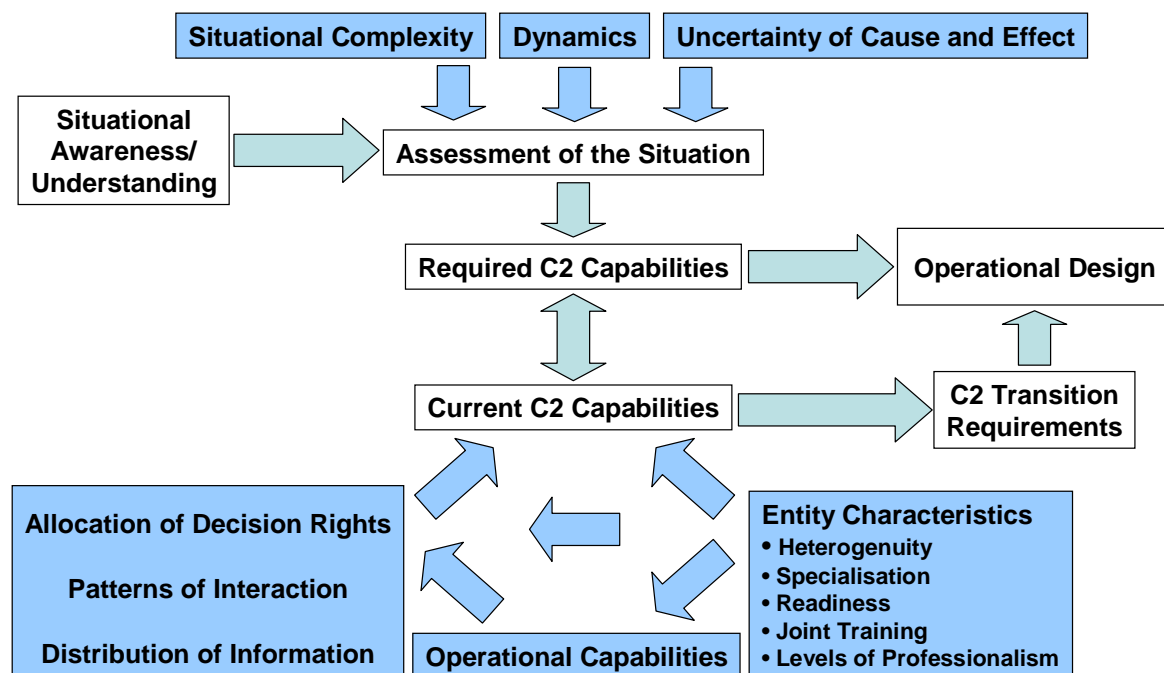 Situational Complexity
Dynamics
Uncertainty of Cause and Effect
Situational
Awareness/
Understanding
Assessment of the Situation
Required C2 Capabilities
Operational Design
Current C2 Capabilities
C2 Transition
Requirements
Allocation of Decision Rights
Patterns of Interaction
Distribution of Information
Operational Capabilities
Entity Characteristics
• Heterogenuity
• Specialisation
• Readiness
• Joint Training
• Levels of Professionalism